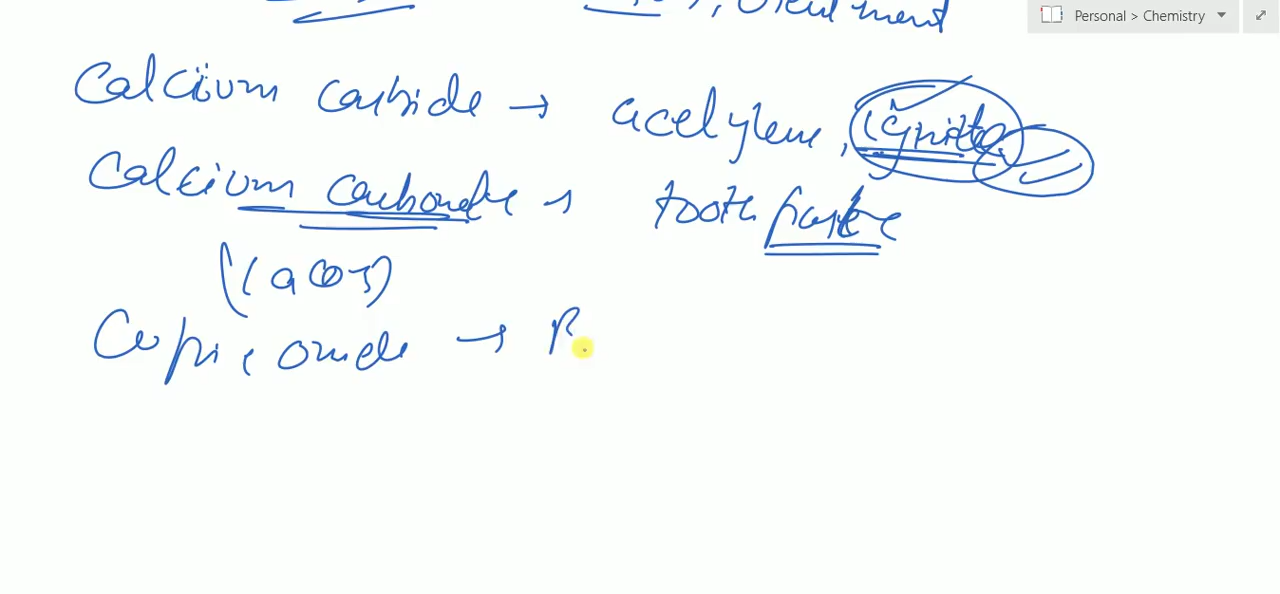 Personal > Chemistry
Calcium carbide → acetylene, ignite
Calcium carbonate → tooth paste
(CaCO3)
Cupric oxide →